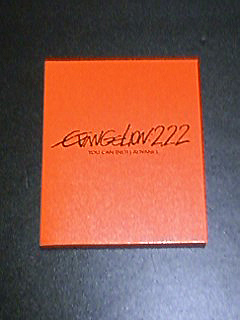 EVANGELION 2.22
YOU CAN (NOT) ADVANCE.